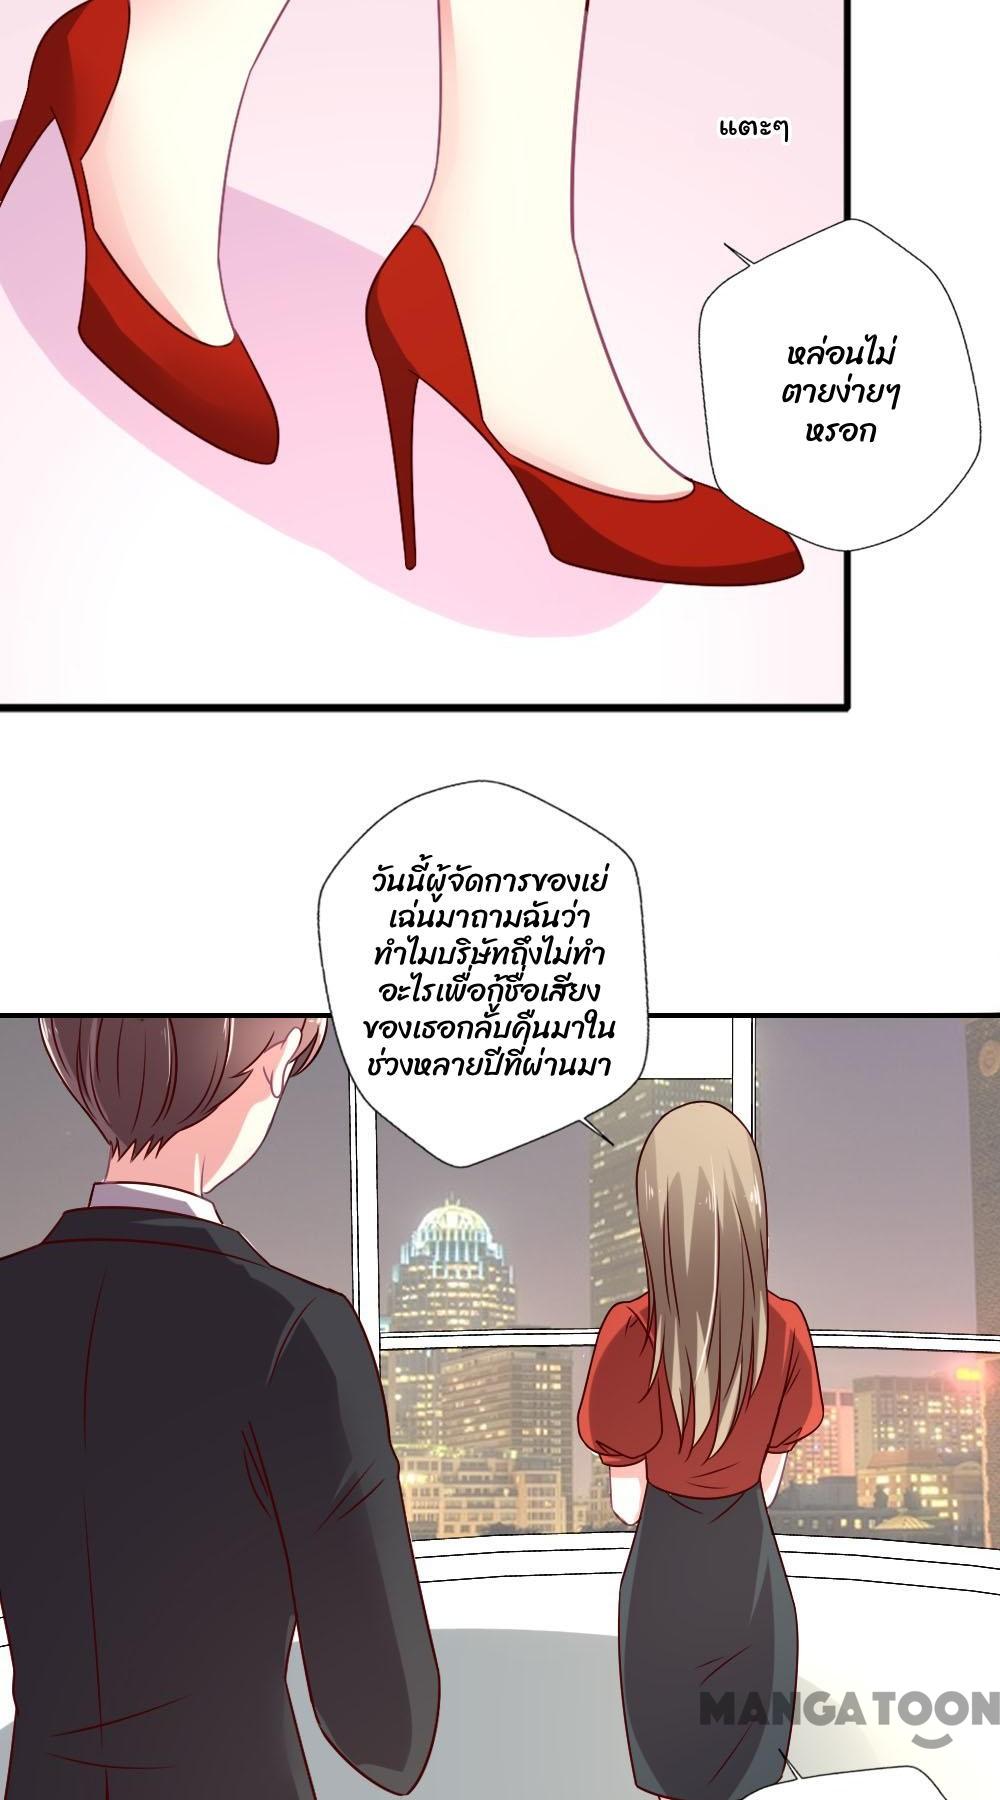 แตะๆ
หล่อนไม่
ตายง่ายๆ
หรอก
วันนี้ผู้จัดการของเย่
เฉ่นมาถามฉันว่า
ทำไมบริษัทถึงไม่ทำ
อะไรเพื่อกู้ชื่อเสียง
ของเธอกลับคืนมาใน
ช่วงหลายปีที่ผ่านมา
MANGATOON